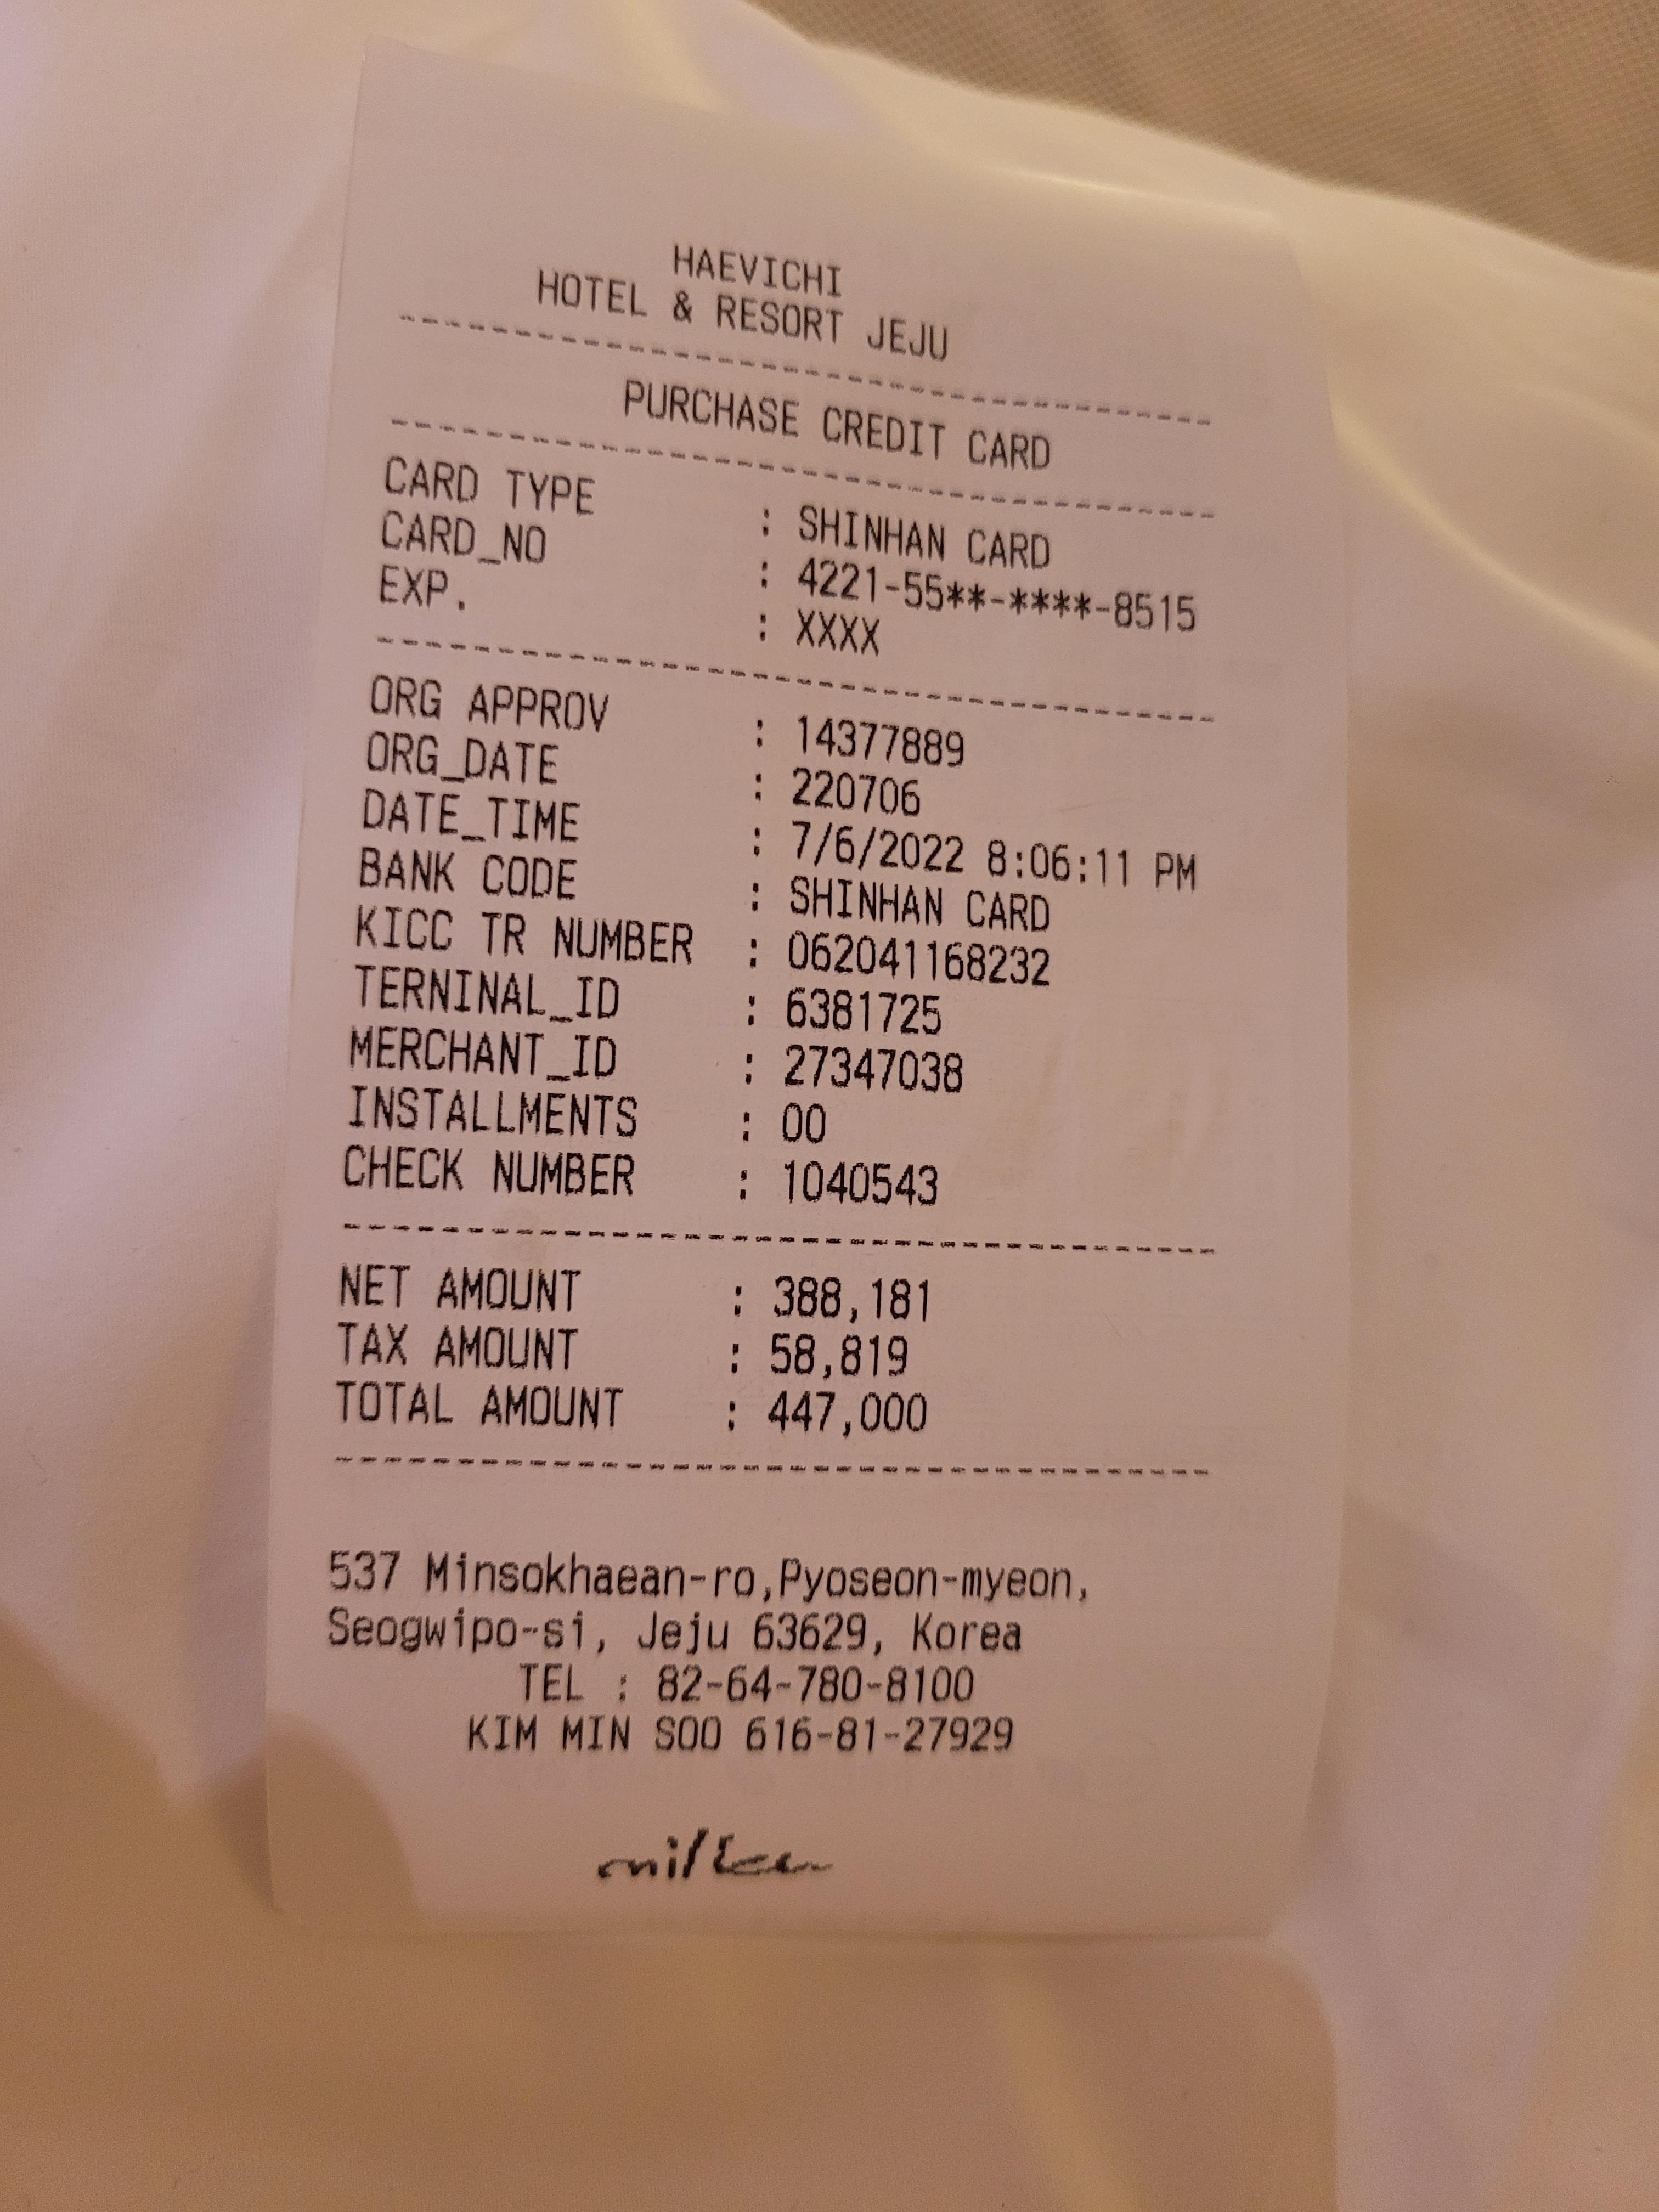 HAEVICHI
HOTEL & RESORT JEJU
PURCHASE CREDIT CARD
CARD TYPE : SHINHAN CARD
CARD_NO : 4221-55**-****-8515
EXP. : XXXX
ORG APPROV : 14377889
ORG_DATE : 220706
DATE_TIME : 7/6/2022 8:06:11 PM
BANK CODE : SHINHAN CARD
KICC TR NUMBER : 062041168232
TERNINAL_ID : 6381725
MERCHANT_ID : 27347038
INSTALLMENTS : 00
CHECK NUMBER : 1040543
NET AMOUNT : 388,181
TAX AMOUNT : 58,819
TOTAL AMOUNT : 447,000
537 Minsokhaean-ro,Pyoseon-myeon,
Seogwipo-si, Jeju 63629, Korea
TEL : 82-64-780-8100
KIM MIN SOO 616-81-27929